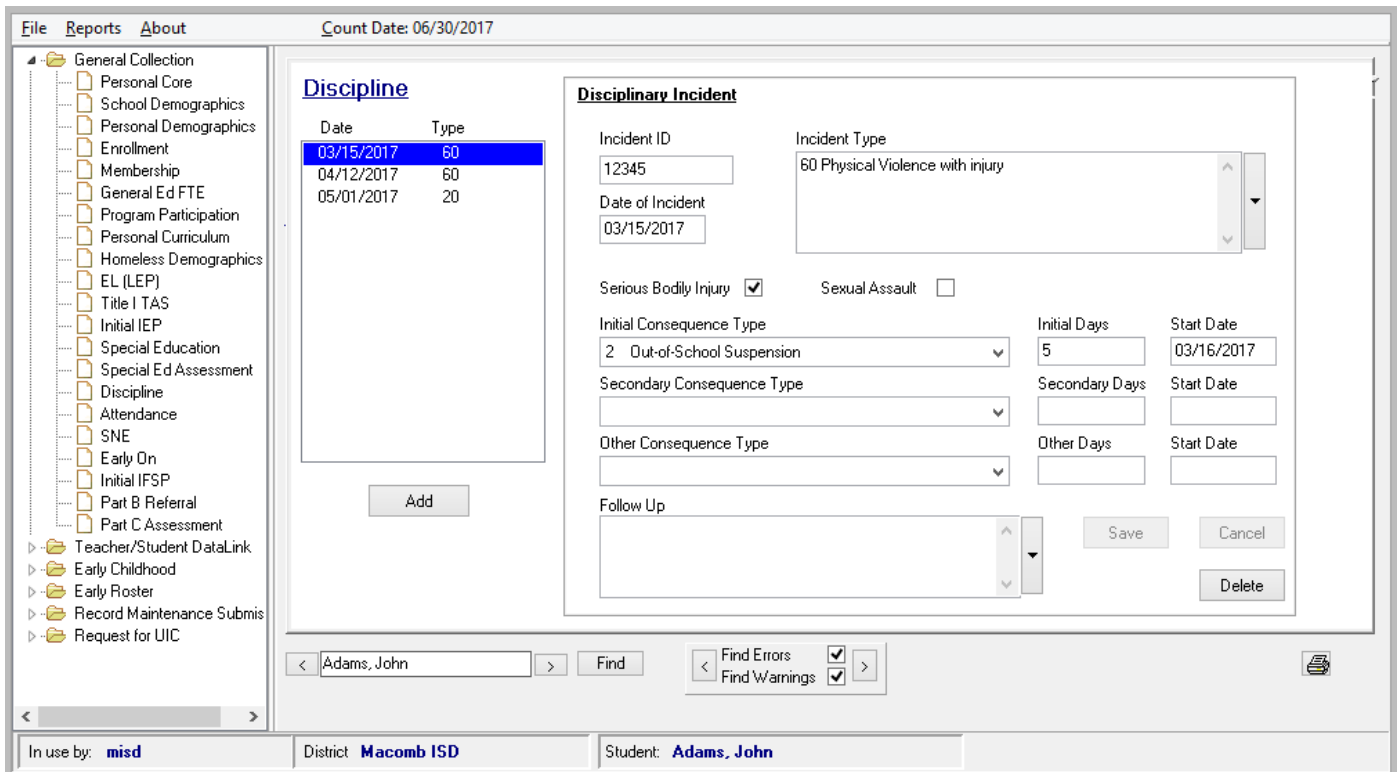 File Reports About Count Date: 06/30/2017
General Collection
Personal Core
School Demographics
Personal Demographics
Enrollment
Membership
General Ed FTE
Program Participation
Personal Curriculum
Homeless Demographics
EL (LEP)
Title I TAS
Initial IEP
Special Education
Special Ed Assessment
Discipline
Attendance
SNE
Early On
Initial IFSP
Part B Referral
Part C Assessment
Teacher/Student DataLink
Early Childhood
Early Roster
Record Maintenance Submis
Request for UIC
Discipline
Date Type
03/15/2017 60
04/12/2017 60
05/01/2017 20
Add
Disciplinary Incident
Incident ID Incident Type
12345 60 Physical Violence with injury
Date of Incident
03/15/2017
Serious Bodily Injury Sexual Assault
Initial Consequence Type Initial Days Start Date
2 Out-of-School Suspension 5 03/16/2017
Secondary Consequence Type Secondary Days Start Date
Other Consequence Type Other Days Start Date
Follow Up
Save Cancel
Delete
< Adams, John > Find < Find Errors >
Find Warnings
In use by: misd District Macomb ISD Student: Adams, John